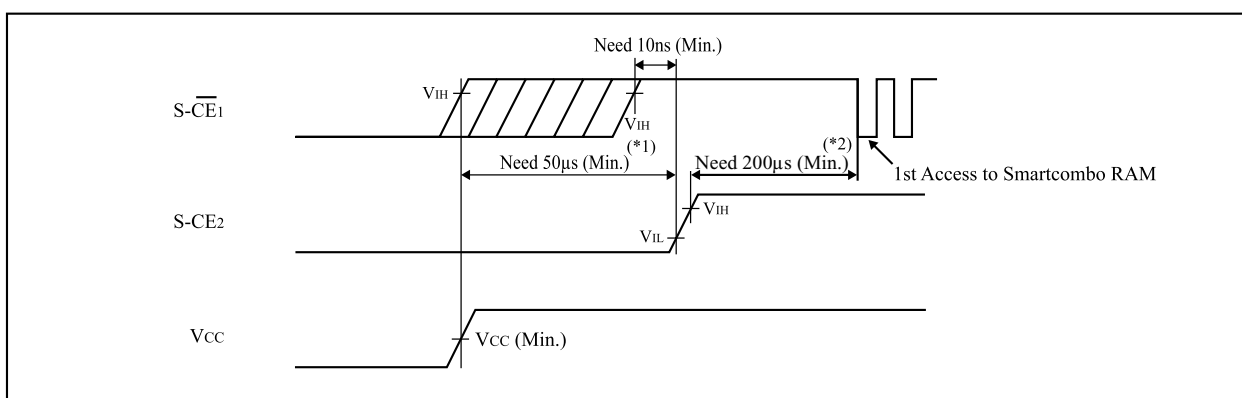 Need 10ns (Min.)
S-CE1
VIH
VIH
(*1)
(*2)
Need 50µs (Min.)
Need 200µs (Min.)
1st Access to Smartcombo RAM
S-CE2
VIH
VIL
VCC
VCC (Min.)